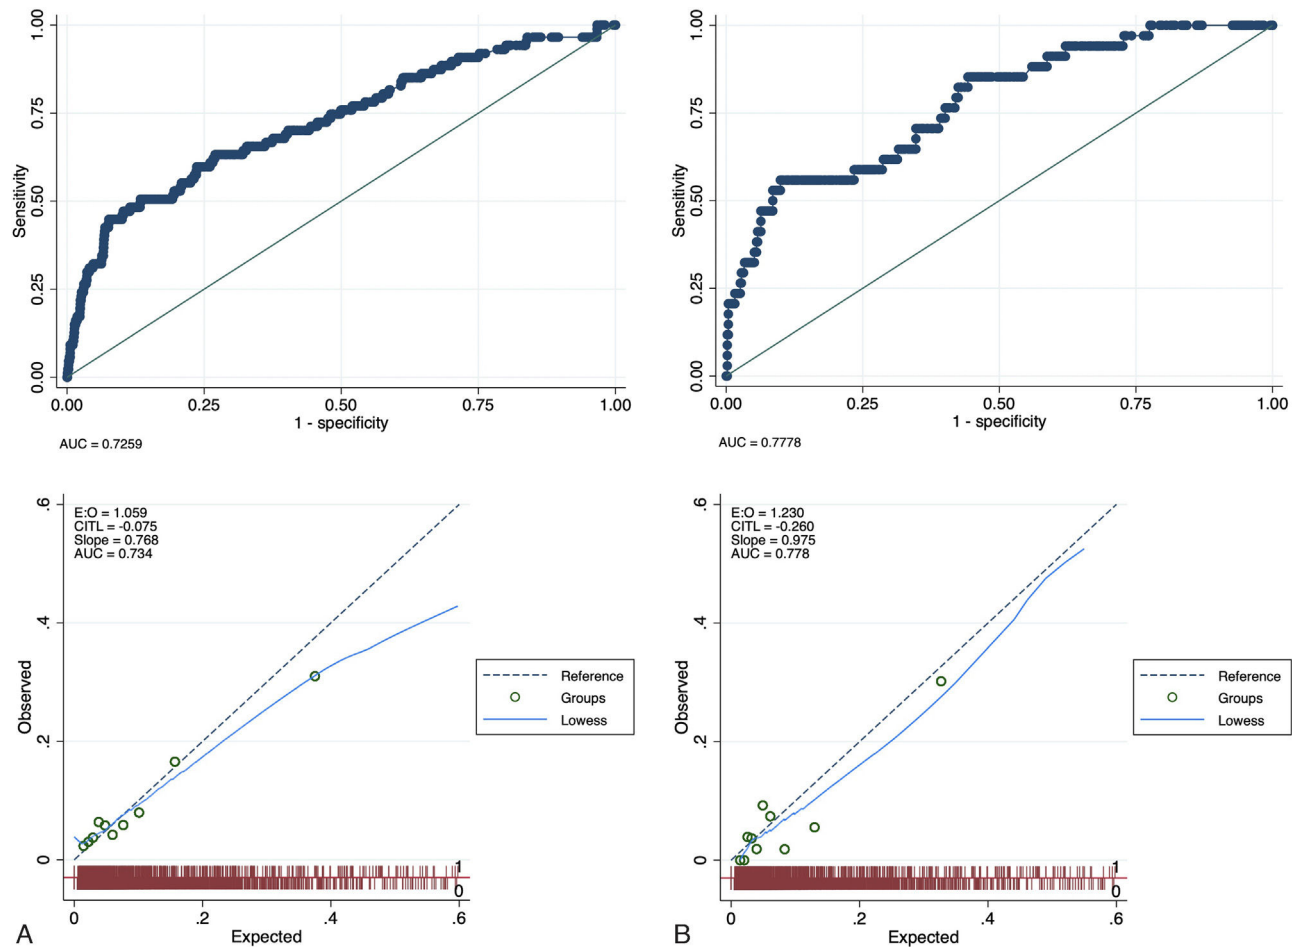 1.00
0.75
0.50
0.25
0.00
Sensitivity
0.00 0.25 0.50 0.75 1.00
1 - specificity
AUC = 0.7259
1.00
0.75
0.50
0.25
0.00
Sensitivity
0.00 0.25 0.50 0.75 1.00
1 - specificity
AUC = 0.7778
E:O = 1.059
CITL = -0.075
Slope = 0.768
AUC = 0.734
.6
.4
.2
0
Observed
Reference
Groups
Lowess
1
0
0 .2 .4 .6
Expected
A
E:O = 1.230
CITL = -0.260
Slope = 0.975
AUC = 0.778
.6
.4
.2
0
Observed
Reference
Groups
Lowess
1
0
0 .2 .4 .6
Expected
B